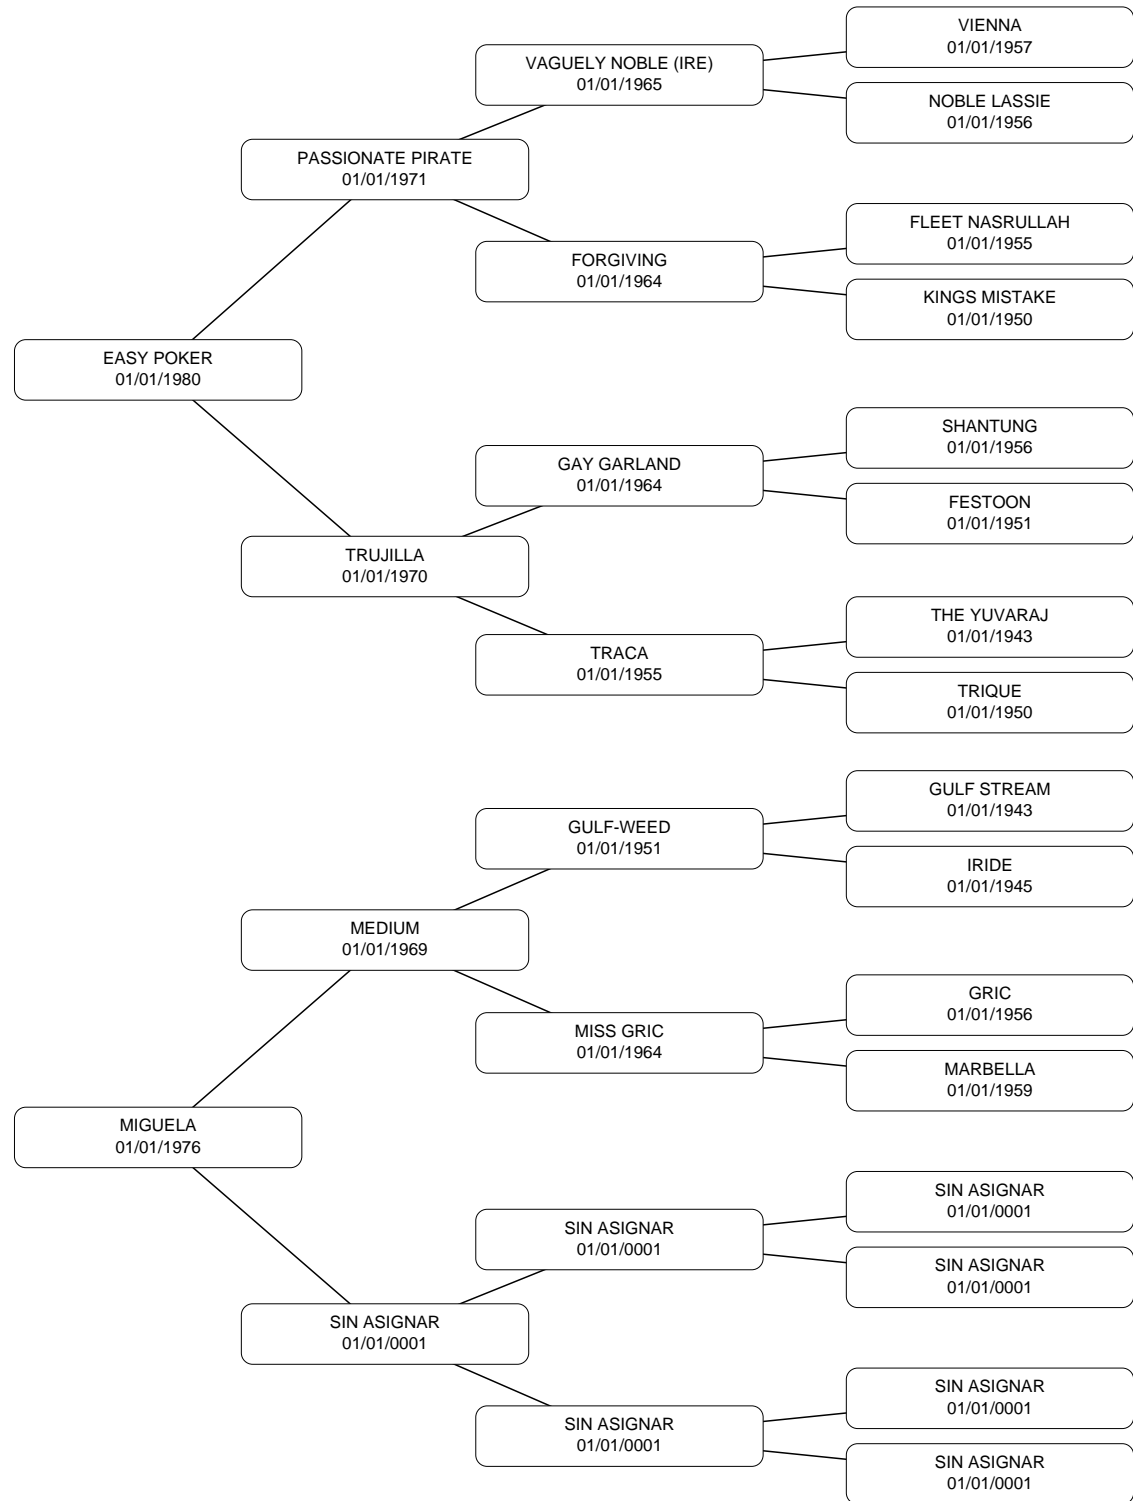 VIENNA
01/01/1957
VAGUELY NOBLE (IRE)
01/01/1965
NOBLE LASSIE
01/01/1956
PASSIONATE PIRATE
01/01/1971
FLEET NASRULLAH
01/01/1955
FORGIVING
01/01/1964
KINGS MISTAKE
01/01/1950
EASY POKER
01/01/1980
SHANTUNG
01/01/1956
GAY GARLAND
01/01/1964
FESTOON
01/01/1951
TRUJILLA
01/01/1970
THE YUVARAJ
01/01/1943
TRACA
01/01/1955
TRIQUE
01/01/1950
GULF STREAM
01/01/1943
GULF-WEED
01/01/1951
IRIDE
01/01/1945
MEDIUM
01/01/1969
GRIC
01/01/1956
MISS GRIC
01/01/1964
MARBELLA
01/01/1959
MIGUELA
01/01/1976
SIN ASIGNAR
01/01/0001
SIN ASIGNAR
01/01/0001
SIN ASIGNAR
01/01/0001
SIN ASIGNAR
01/01/0001
SIN ASIGNAR
01/01/0001
SIN ASIGNAR
01/01/0001
SIN ASIGNAR
01/01/0001